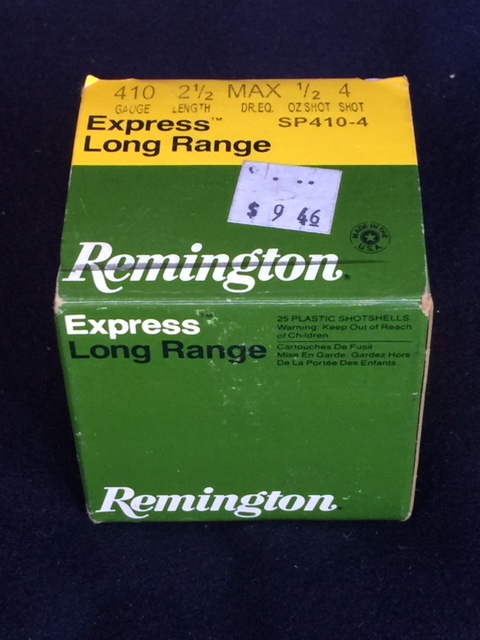 410 2½ MAX ½ 4
GAUGE LENGTH DR.EQ. OZ SHOT SHOT
Express™ SP410-4
Long Range
$ 9 46
MADE IN THE U.S.A.
Remington.
Express™
Long Range
25 PLASTIC SHOTSHELLS
Warning: Keep Out of Reach
of Children
Cartouches De Fusil
Mise En Garde: Gardez Hors
De La Portée Des Enfants
Remington.